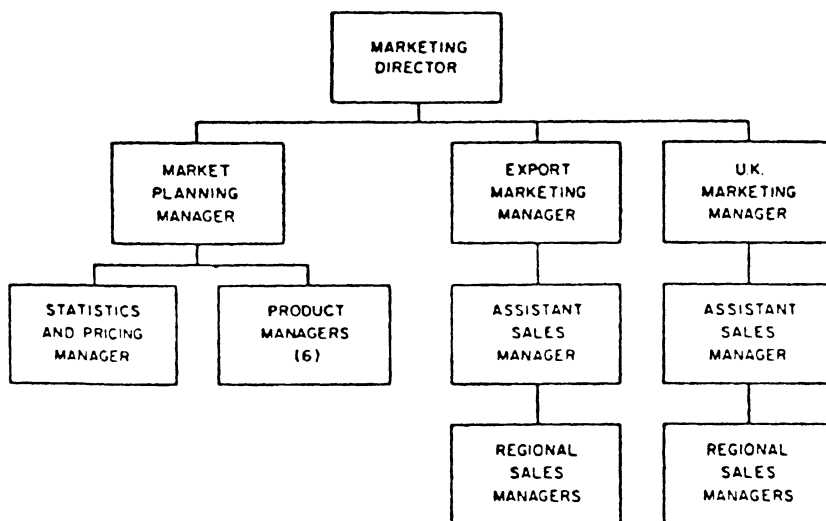 MARKETING
DIRECTOR
MARKET
PLANNING
MANAGER
EXPORT
MARKETING
MANAGER
U.K.
MARKETING
MANAGER
STATISTICS
AND PRICING
MANAGER
PRODUCT
MANAGERS
(6)
ASSISTANT
SALES
MANAGER
ASSISTANT
SALES
MANAGER
REGIONAL
SALES
MANAGERS
REGIONAL
SALES
MANAGERS